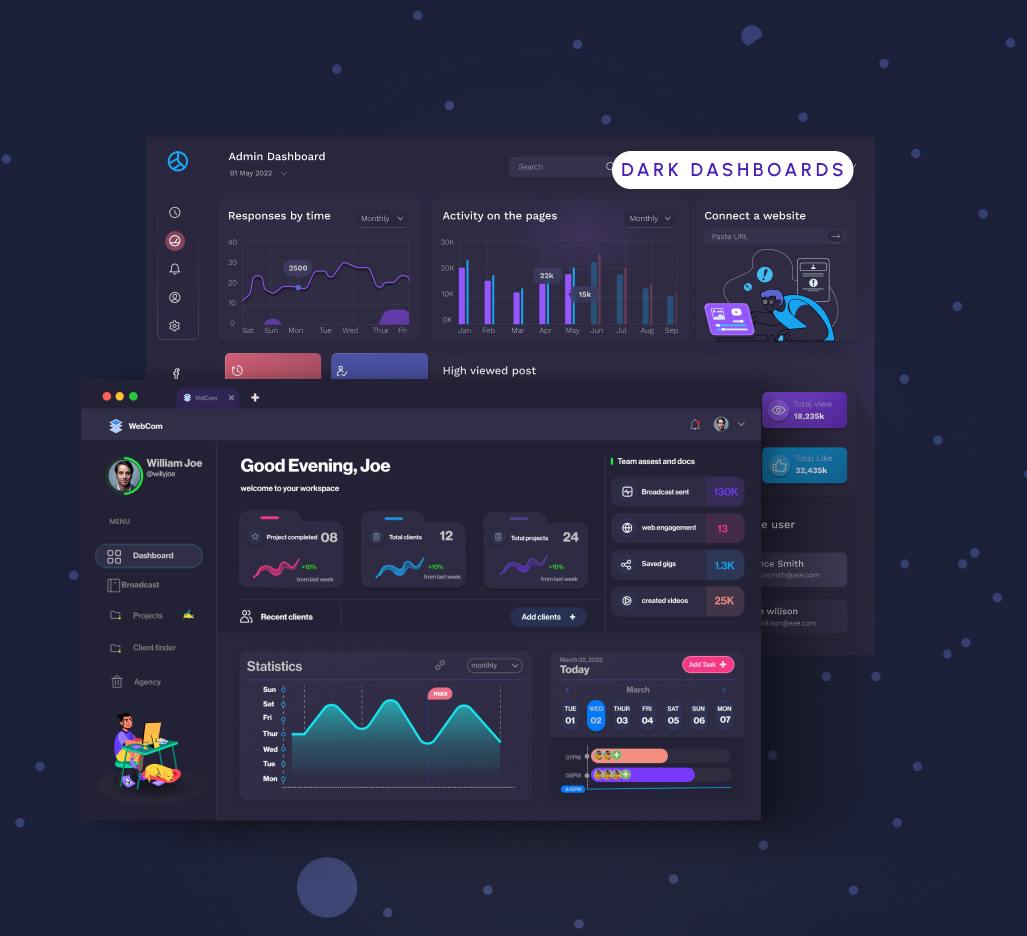 Admin Dashboard
01 May 2022
Search
DARK DASHBOARDS
Responses by time
Monthly
40
30
20
10
0
2500
Sat Sun Mon Tue Wed Thur Fri
Activity on the pages
Monthly
30K
20K
10K
0K
22k
15k
Jan Feb Mar Apr May Jun Jul Aug Sep
Connect a website
Paste URL
High viewed post
Total view
18,235k
Total Like
32,435k
e user
nce Smith
esmith@ase.com
e wilison
wilison@ase.com
VidCom
WebCom
William Joe
@willyjoe
MENU
Dashboard
Broadcast
Projects
Client finder
Agency
Good Evening, Joe
welcome to your workspace
Project completed 08
+10%
from last week
Total clients 12
+10%
from last week
Total projects 24
+10%
from last week
Recent clients
Add clients +
Team assest and docs
Broadcast sent 130K
web engagement 13
Saved gigs 1.3K
created videos 25K
Statistics
monthly
max
Sun
Sat
Fri
Thur
Wed
Tue
Mon
March 02, 2022
Today
Add Task +
March
TUE WED THUR FRI SAT SUN MON
01 02 03 04 05 06 07
07PM
08PM
8:15PM